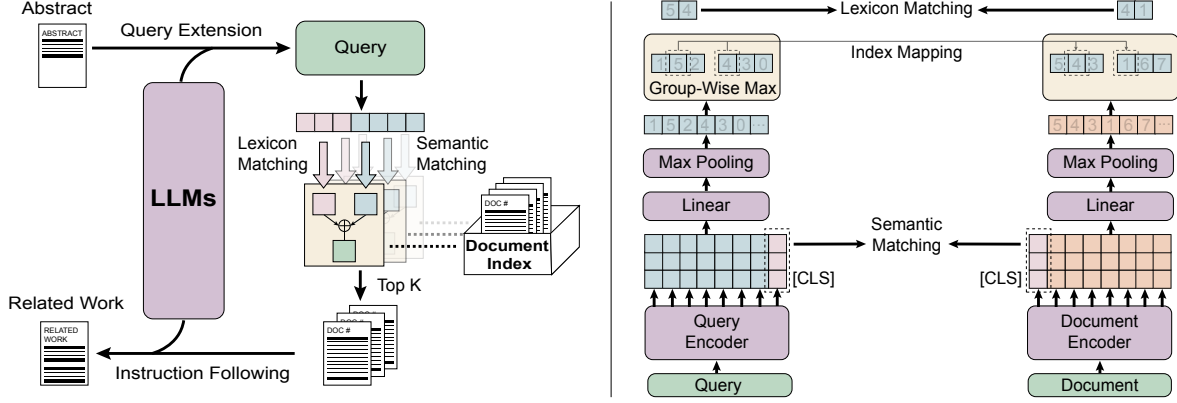 Abstract
ABSTRACT
Query Extension
Query
Lexicon
Matching
Semantic
Matching
LLMs
DOC #
Document
Index
Top K
Related Work
RELATED
WORK
DOC #
Instruction Following
5 4
Lexicon Matching
4 1
1 5 2 4 3 0
Group-Wise Max
Index Mapping
5 4 3 1 6 7
1 5 2 4 3 0 ...
5 4 3 1 6 7 ...
Max Pooling
Max Pooling
Linear
Linear
Semantic
Matching
[CLS]
[CLS]
Query
Encoder
Document
Encoder
Query
Document